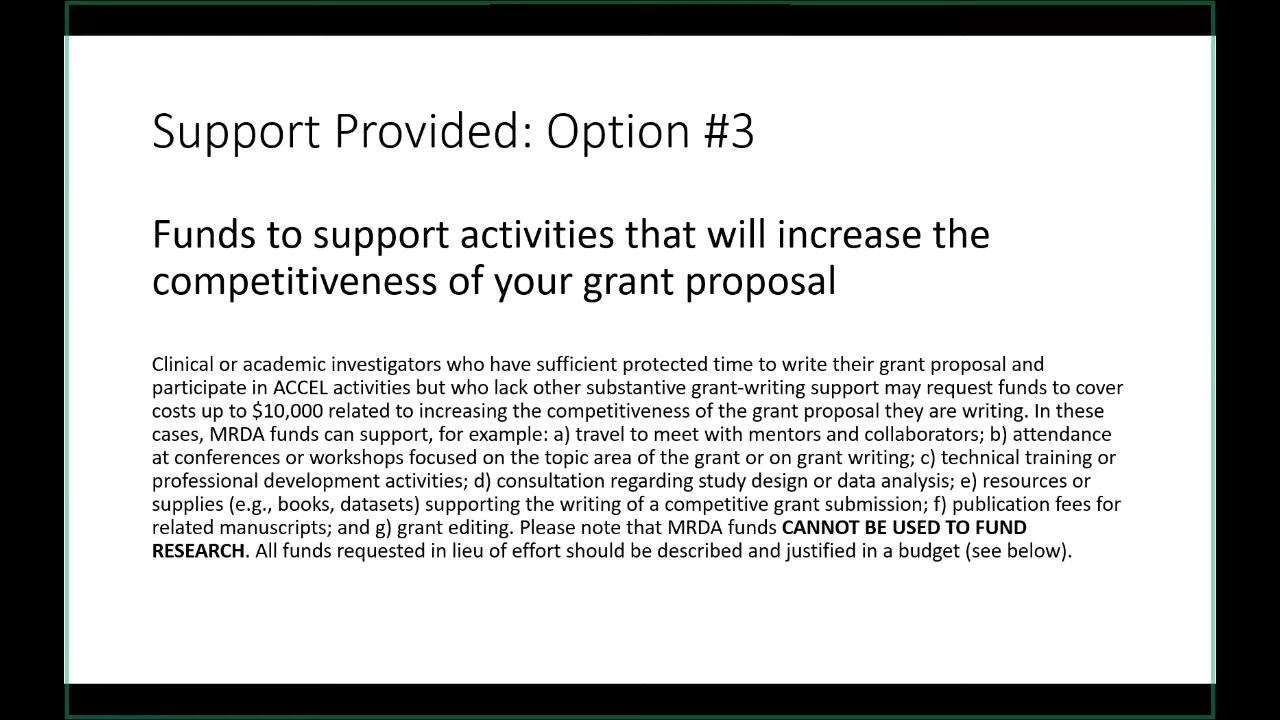 Support Provided: Option #3
Funds to support activities that will increase the
competitiveness of your grant proposal
Clinical or academic investigators who have sufficient protected time to write their grant proposal and
participate in ACCEL activities but who lack other substantive grant-writing support may request funds to cover
costs up to $10,000 related to increasing the competitiveness of the grant proposal they are writing. In these
cases, MRDA funds can support, for example: a) travel to meet with mentors and collaborators; b) attendance
at conferences or workshops focused on the topic area of the grant or on grant writing; c) technical training or
professional development activities; d) consultation regarding study design or data analysis; e) resources or
supplies (e.g., books, datasets) supporting the writing of a competitive grant submission; f) publication fees for
related manuscripts; and g) grant editing. Please note that MRDA funds CANNOT BE USED TO FUND
RESEARCH. All funds requested in lieu of effort should be described and justified in a budget (see below).